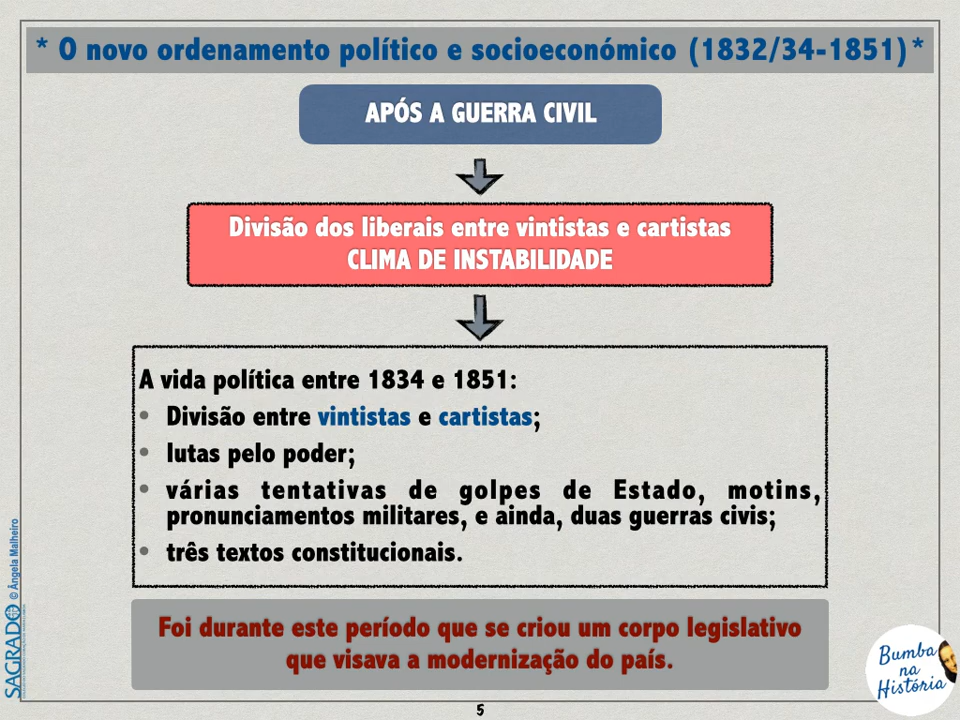 * O novo ordenamento político e socioeconómico (1832/34-1851)*
APÓS A GUERRA CIVIL
Divisão dos liberais entre vintistas e cartistas
CLIMA DE INSTABILIDADE
A vida política entre 1834 e 1851:
• Divisão entre vintistas e cartistas;
• lutas pelo poder;
• várias tentativas de golpes de Estado, motins,
pronunciamentos militares, e ainda, duas guerras civis;
• três textos constitucionais.
Foi durante este período que se criou um corpo legislativo
que visava a modernização do país.
SAGRADO
© Ângela Malheiro
Bumba
na
História
5